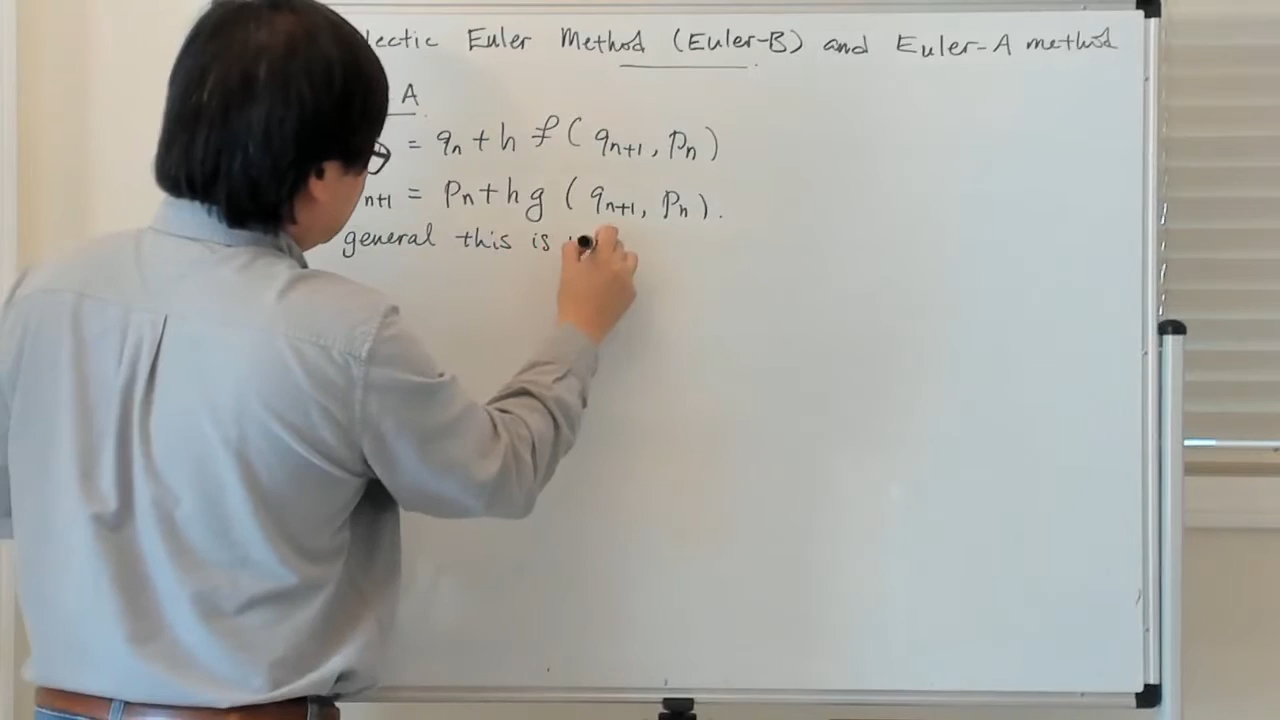 lectic Euler Method (Euler-B) and Euler-A method
A
= qn + h f ( qn+1, pn )
n+1 = pn + h g ( qn+1, pn ).
general this is